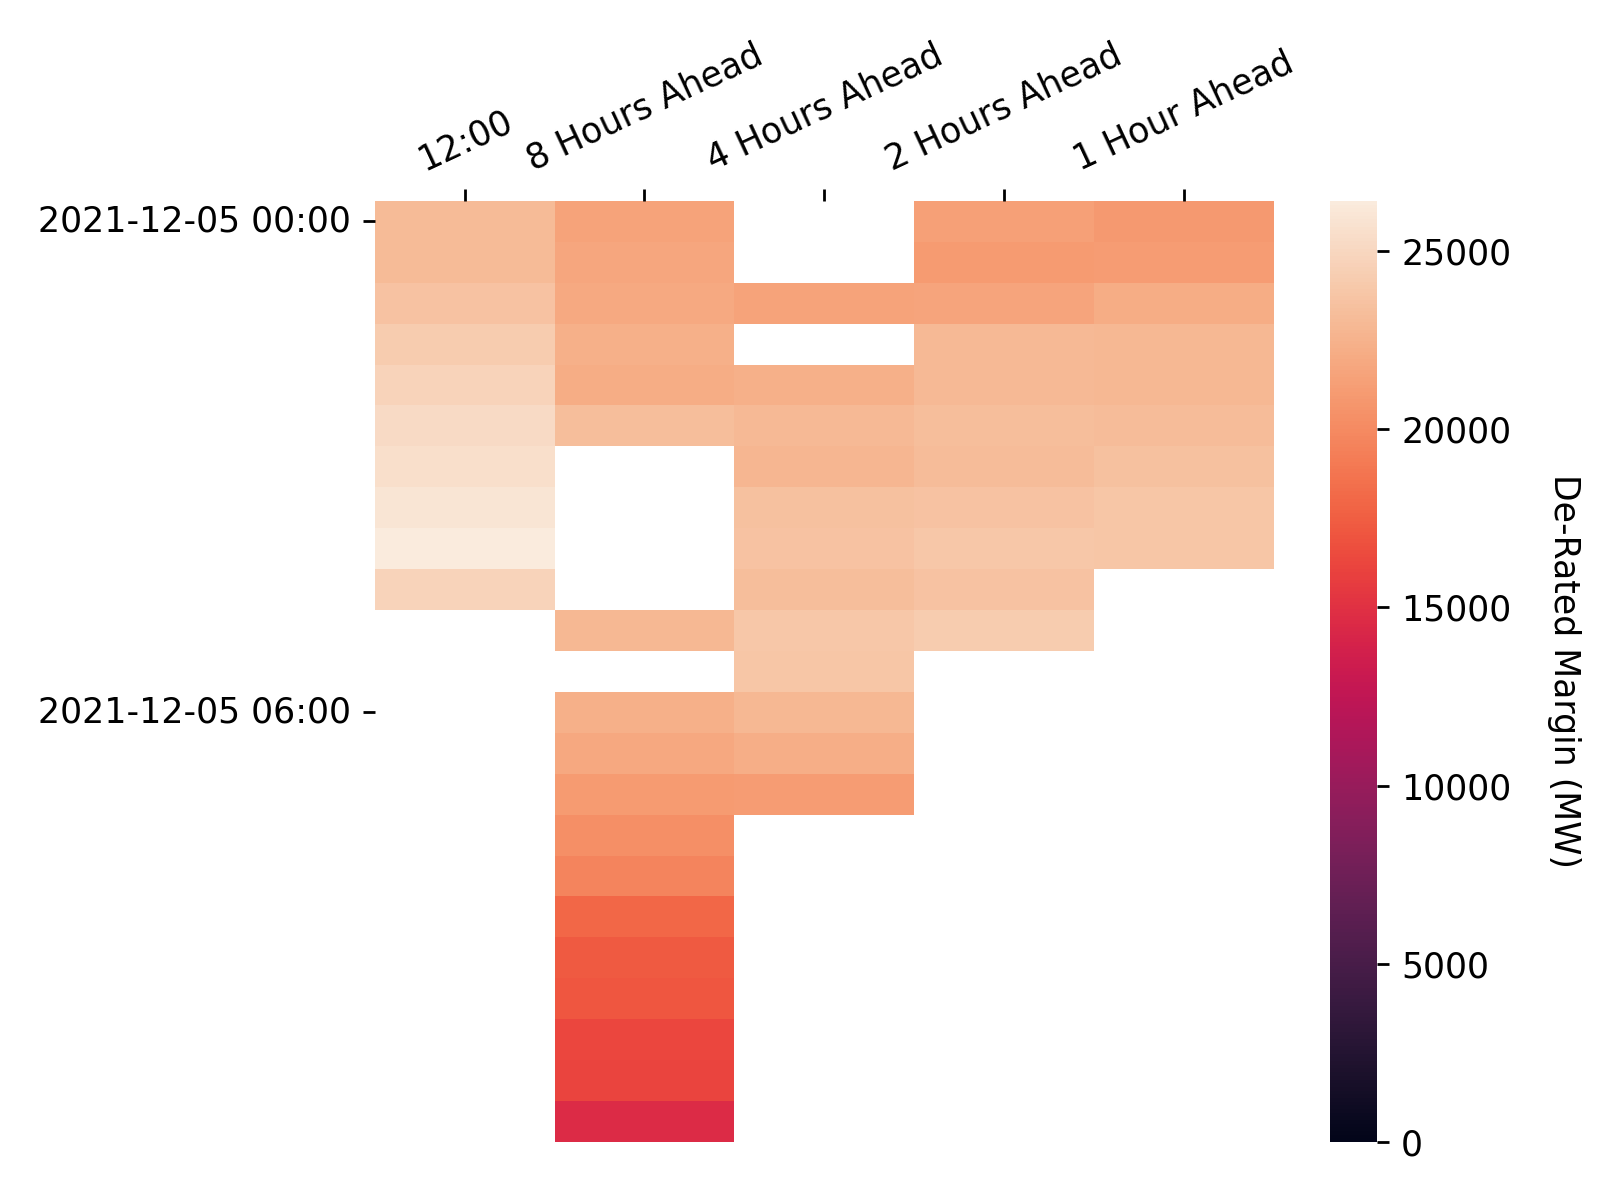 12:00
8 Hours Ahead
4 Hours Ahead
2 Hours Ahead
1 Hour Ahead
2021-12-05 00:00
2021-12-05 06:00
25000
20000
15000
10000
5000
0
De-Rated Margin (MW)